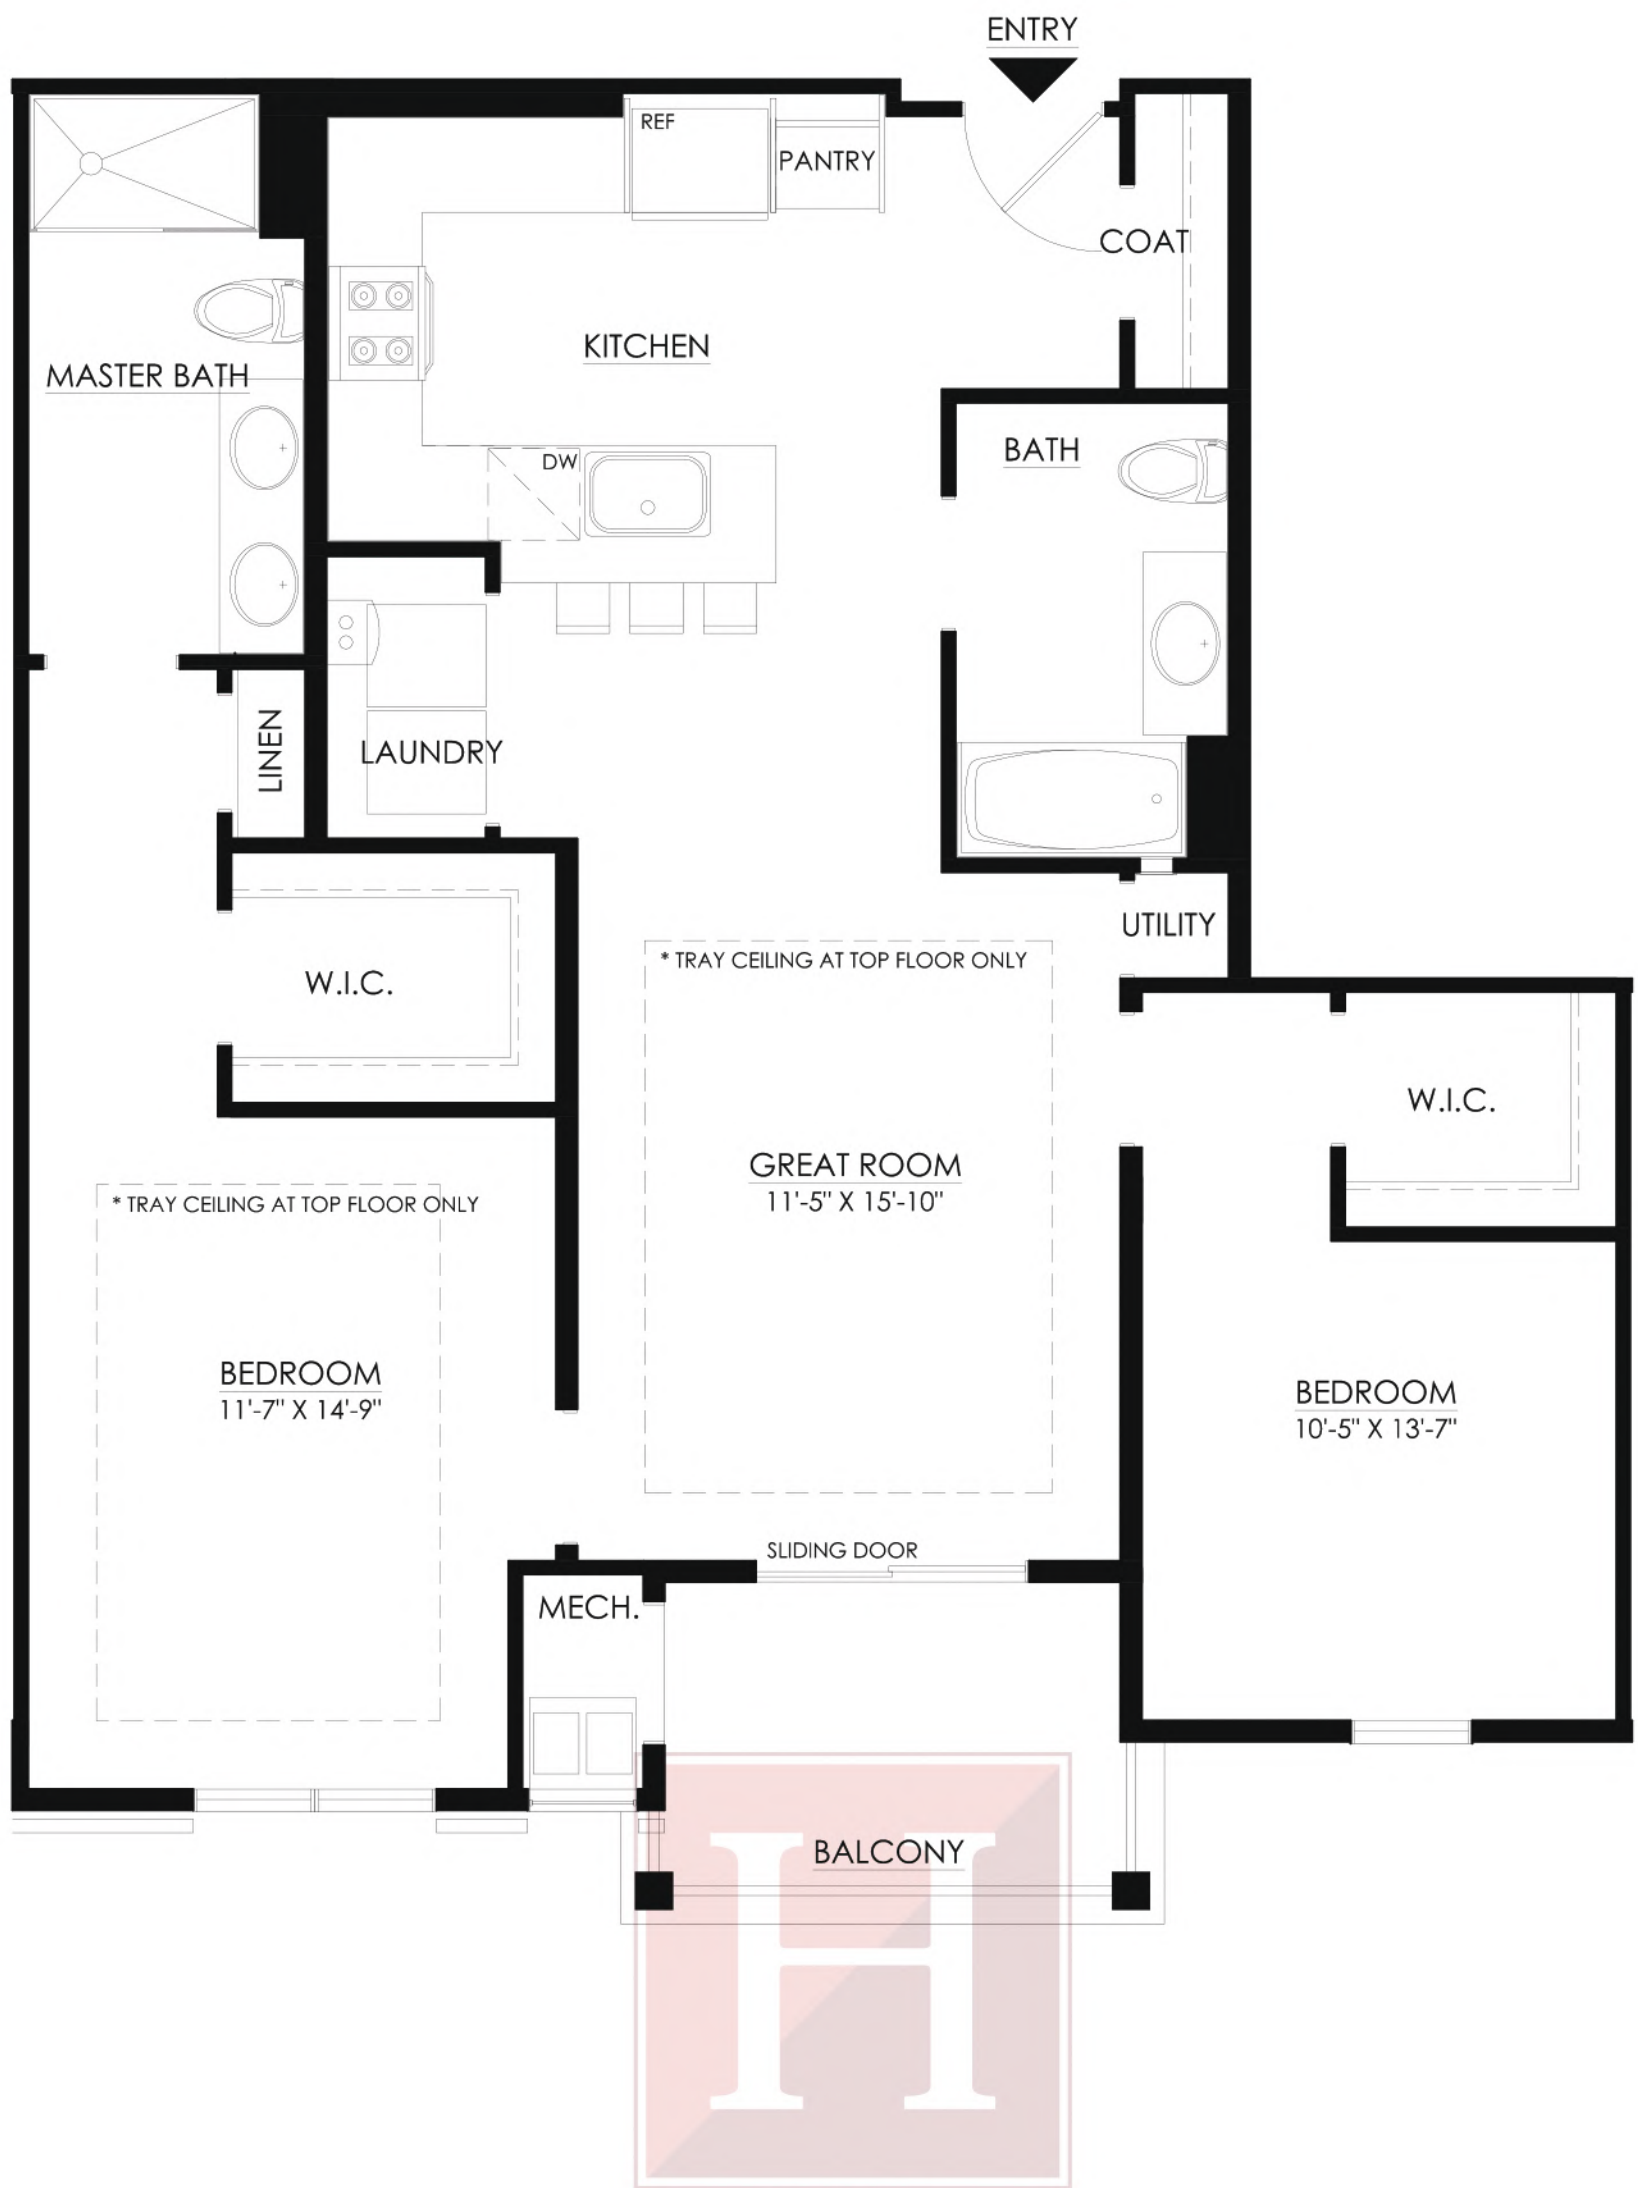 ENTRY
REF
PANTRY
COAT
KITCHEN
MASTER BATH
BATH
DW
LINEN
LAUNDRY
UTILITY
* TRAY CEILING AT TOP FLOOR ONLY
W.I.C.
W.I.C.
GREAT ROOM
11'-5" X 15'-10"
* TRAY CEILING AT TOP FLOOR ONLY
BEDROOM
11'-7" X 14'-9"
BEDROOM
10'-5" X 13'-7"
SLIDING DOOR
MECH.
BALCONY
H